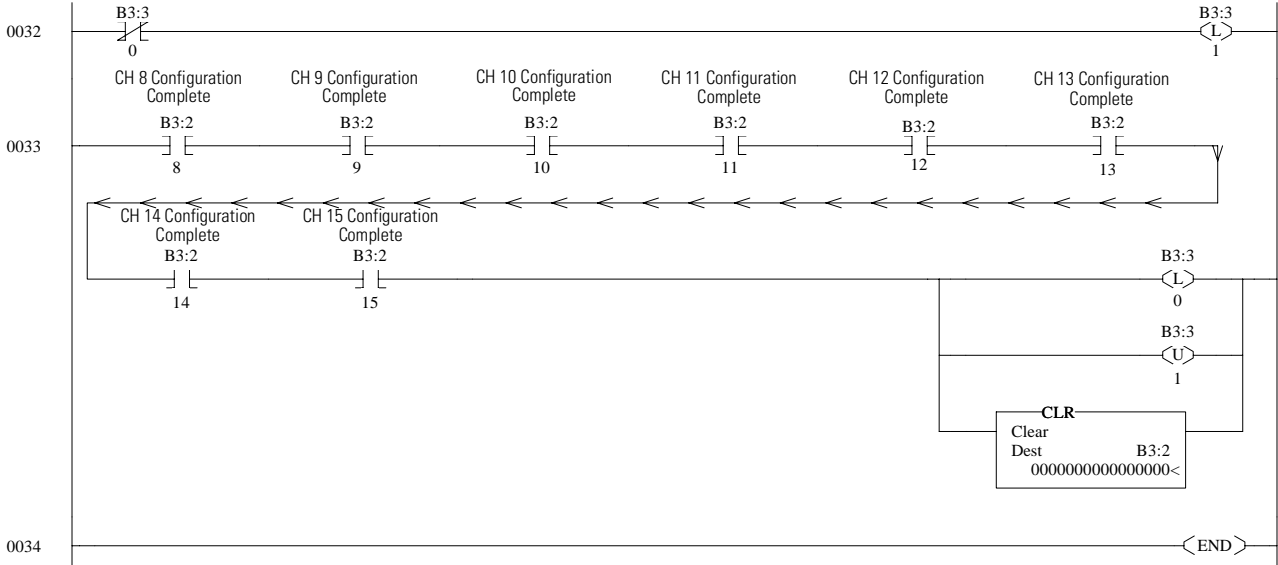 B3:3 B3:3
0032 L
0 1
CH 8 Configuration CH 9 Configuration CH 10 Configuration CH 11 Configuration CH 12 Configuration CH 13 Configuration
Complete Complete Complete Complete Complete Complete
B3:2 B3:2 B3:2 B3:2 B3:2 B3:2
0033
8 9 10 11 12 13
CH 14 Configuration CH 15 Configuration
Complete Complete
B3:2 B3:2 B3:3
L
14 15 0
B3:3
U
1
CLR
Clear
Dest B3:2
0000000000000000<
0034 END